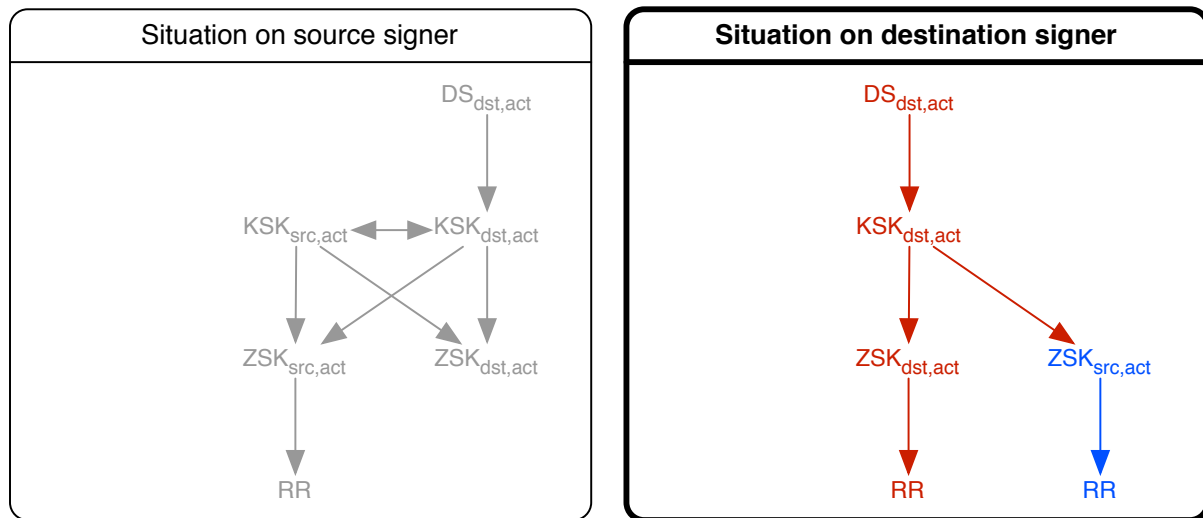 Situation on source signer
DSdst,act
KSKsrc,act KSKdst,act
ZSKsrc,act ZSKdst,act
RR
Situation on destination signer
DSdst,act
KSKdst,act
ZSKdst,act ZSKsrc,act
RR RR